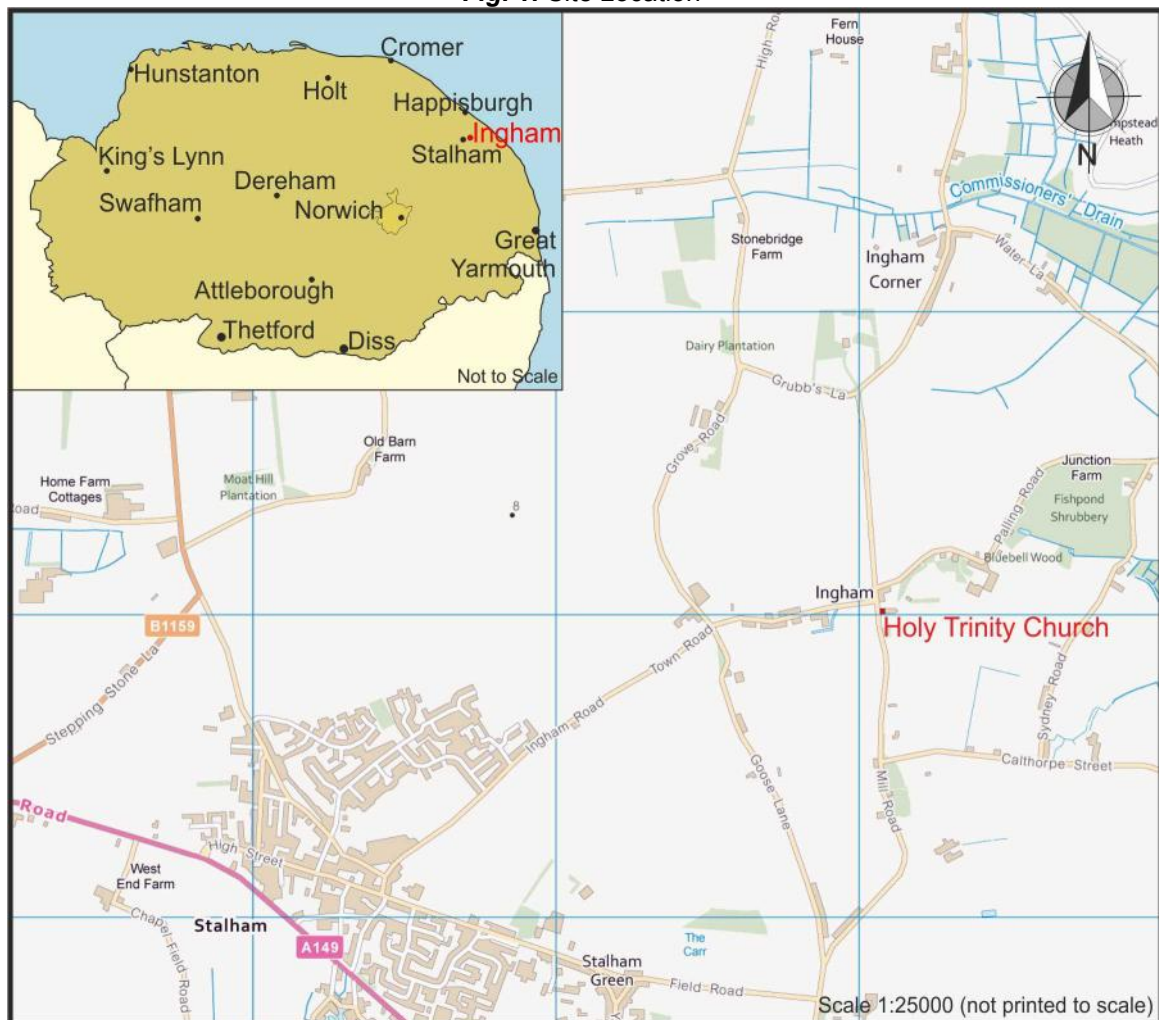 Fig. 1. Site Location
Cromer
Hunstanton
Holt
Happisburgh
Ingham
Stalham
King's Lynn
Dereham
Swafham
Norwich
Great
Yarmouth
Attleborough
Thetford
Diss
Not to Scale
Fern
House
N
mpstead
Heath
Commissioners' Drain
Stonebridge
Farm
Ingham
Corner
Water La
Dairy Plantation
Grubb's La
Grove Road
Old Barn
Farm
Home Farm
Cottages
Moat Hill
Plantation
oad
8
Junction
Farm
Palling Road
Fishpond
Shrubbery
Bluebell Wood
Ingham
Holy Trinity Church
B1159
Town Road
Stepping Stone La
Ingham Road
Sydney Road
Goose Lane
Calthorpe Street
Mill Road
Road
High Street
West
End Farm
Chapel Field Road
Stalham
A149
The
Carr
Stalham
Green
Field Road
Scale 1:25000 (not printed to scale)